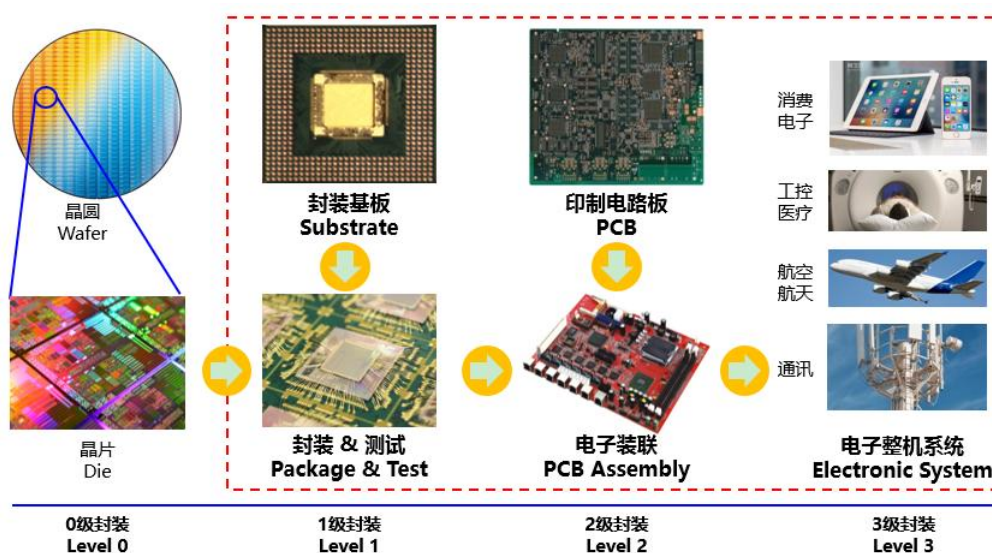 晶圆
Wafer
晶片
Die
封装基板
Substrate
封装 & 测试
Package & Test
印制电路板
PCB
电子装联
PCB Assembly
消费
电子
工控
医疗
航空
航天
通讯
电子整机系统
Electronic System
0级封装
Level 0
1级封装
Level 1
2级封装
Level 2
3级封装
Level 3